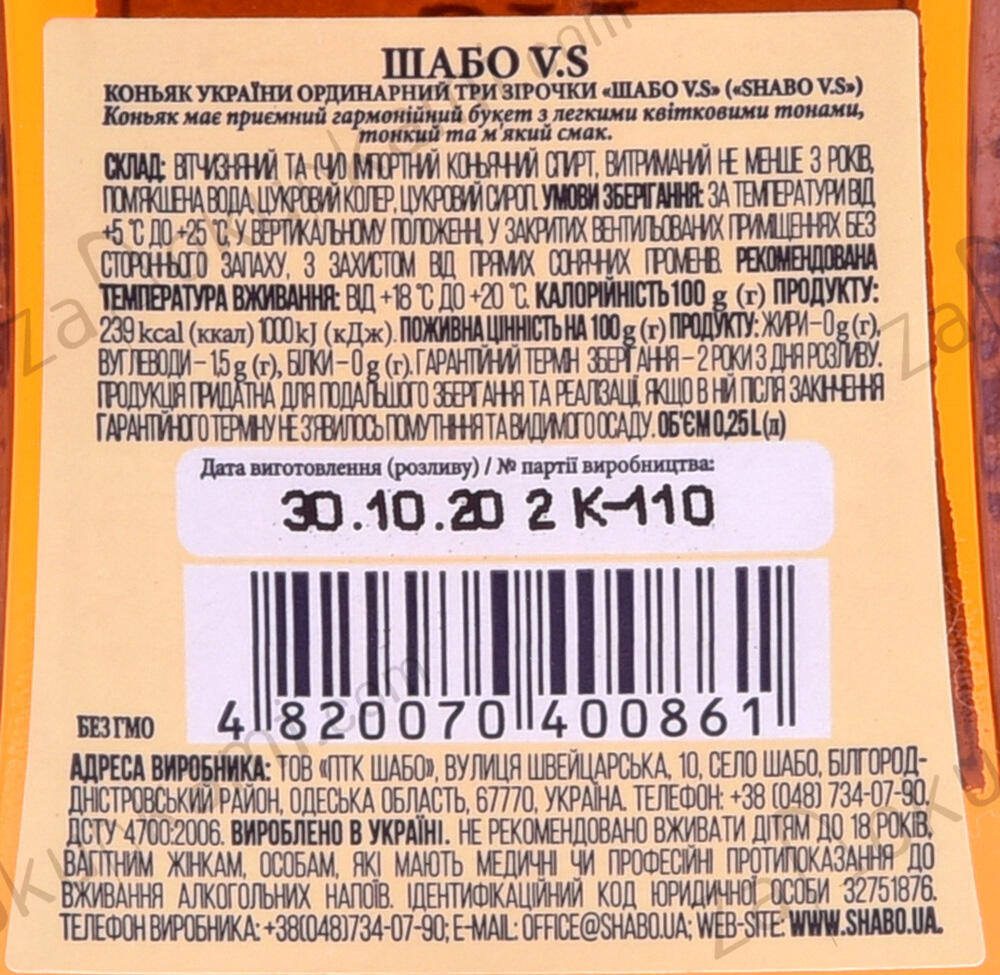 ШАБО V.S
КОНЬЯК УКРАЇНИ ОРДИНАРНИЙ ТРИ ЗІРОЧКИ «ШАБО V.S» («SHABO V.S»)
Коньяк має приємний гармонійний букет з легкими квітковими тонами,
тонкий та м'який смак.
СКЛАД: ВІТЧИЗНЯНИЙ ТА (ЧИ) ІМПОРТНИЙ КОНЬЯЧНИЙ СПИРТ, ВИТРИМАНИЙ НЕ МЕНШЕ 3 РОКІВ,
ПОМ'ЯКШЕНА ВОДА, ЦУКРОВИЙ КОЛЕР, ЦУКРОВИЙ СИРОП. УМОВИ ЗБЕРІГАННЯ: ЗА ТЕМПЕРАТУРИ ВІД
+5 °С ДО +25 °С, У ВЕРТИКАЛЬНОМУ ПОЛОЖЕННІ, У ЗАКРИТИХ ВЕНТИЛЬОВАНИХ ПРИМІЩЕННЯХ БЕЗ
СТОРОННЬОГО ЗАПАХУ, З ЗАХИСТОМ ВІД ПРЯМИХ СОНЯЧНИХ ПРОМЕНІВ. РЕКОМЕНДОВАНА
ТЕМПЕРАТУРА ВЖИВАННЯ: ВІД +18 °С ДО +20 °С. КАЛОРІЙНІСТЬ 100 g (г) ПРОДУКТУ:
239 kcal (ккал) 1000 kJ (кДж). ПОЖИВНА ЦІННІСТЬ НА 100 g (г) ПРОДУКТУ: ЖИРИ – 0 g (г),
ВУГЛЕВОДИ – 1,5 g (г), БІЛКИ – 0 g (г). ГАРАНТІЙНИЙ ТЕРМІН ЗБЕРІГАННЯ – 2 РОКИ З ДНЯ РОЗЛИВУ.
ПРОДУКЦІЯ ПРИДАТНА ДЛЯ ПОДАЛЬШОГО ЗБЕРІГАННЯ ТА РЕАЛІЗАЦІЇ, ЯКЩО В НІЙ ПІСЛЯ ЗАКІНЧЕННЯ
ГАРАНТІЙНОГО ТЕРМІНУ НЕ З'ЯВИЛОСЬ ПОМУТНІННЯ ТА ВИДИМОГО ОСАДУ. ОБ'ЄМ 0,25 L (л)
Дата виготовлення (розливу) / № партії виробництва:
30.10.20 2 К-110
4 820070 400861
БЕЗ ГМО
АДРЕСА ВИРОБНИКА: ТОВ «ПТК ШАБО», ВУЛИЦЯ ШВЕЙЦАРСЬКА, 10, СЕЛО ШАБО, БІЛГОРОД-
ДНІСТРОВСЬКИЙ РАЙОН, ОДЕСЬКА ОБЛАСТЬ, 67770, УКРАЇНА. ТЕЛЕФОН: +38 (048) 734-07-90.
ДСТУ 4700:2006. ВИРОБЛЕНО В УКРАЇНІ. НЕ РЕКОМЕНДОВАНО ВЖИВАТИ ДІТЯМ ДО 18 РОКІВ,
ВАГІТНИМ ЖІНКАМ, ОСОБАМ, ЯКІ МАЮТЬ МЕДИЧНІ ЧИ ПРОФЕСІЙНІ ПРОТИПОКАЗАННЯ ДО
ВЖИВАННЯ АЛКОГОЛЬНИХ НАПОЇВ. ІДЕНТИФІКАЦІЙНИЙ КОД ЮРИДИЧНОЇ ОСОБИ 32751876.
ТЕЛЕФОН ВИРОБНИКА: +38(048)734-07-90; E-MAIL: OFFICE@SHABO.UA; WEB-SITE: WWW.SHABO.UA.